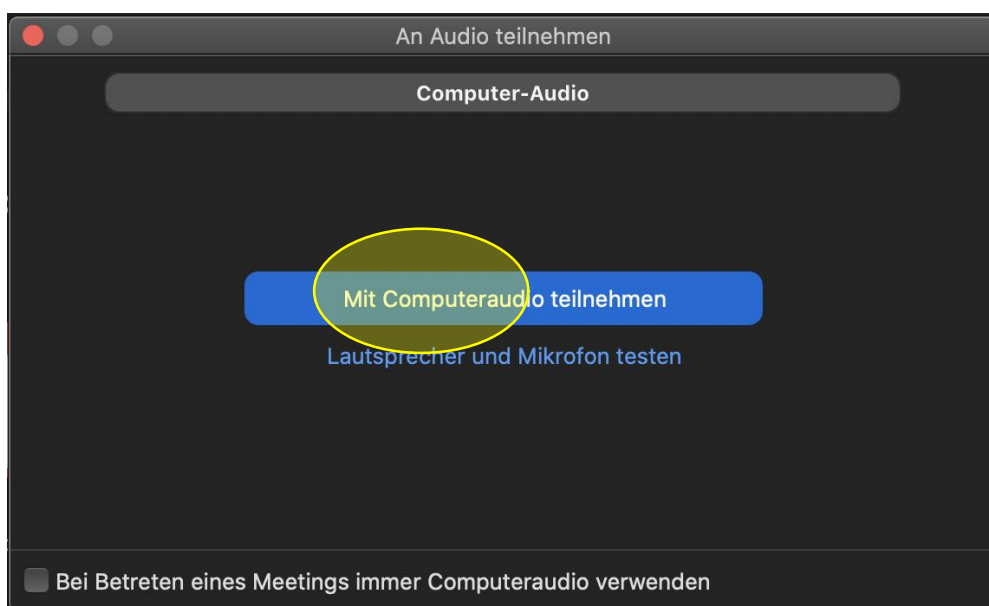 An Audio teilnehmen
Computer-Audio
Mit Computeraudio teilnehmen
Lautsprecher und Mikrofon testen
Bei Betreten eines Meetings immer Computeraudio verwenden